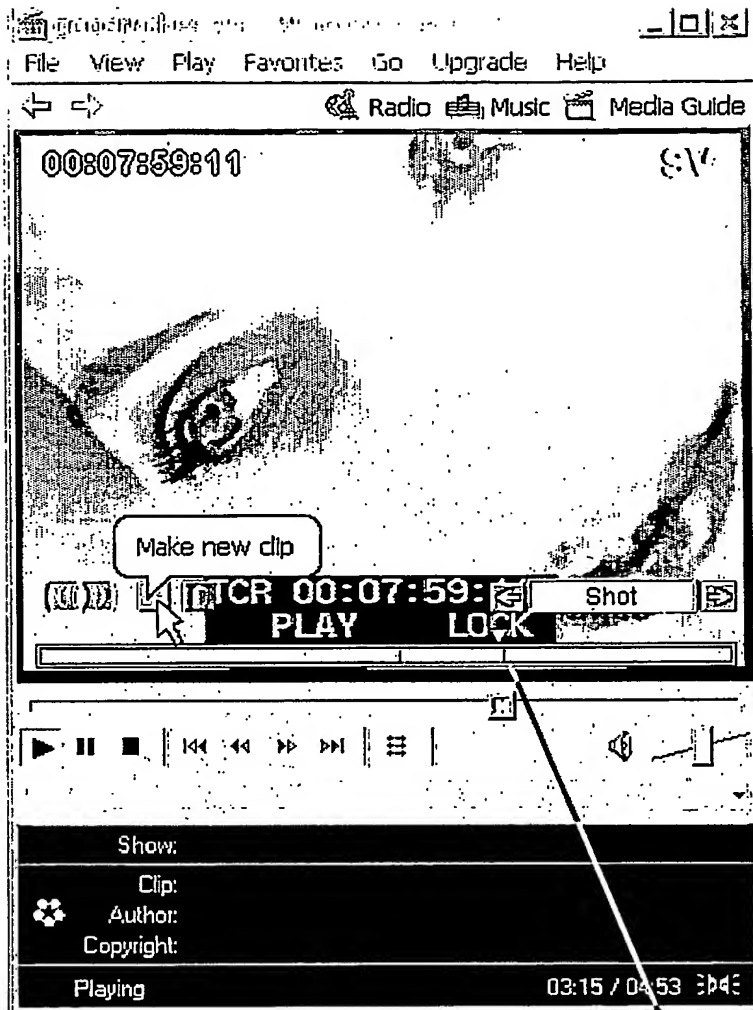 File View Play Favorites Go Upgrade Help
Radio Music Media Guide
00:07:59:11
Make new clip
TCR 00:07:59:
Shot
PLAY LOCK
Show:
Clip:
Author:
Copyright:
Playing 03:15 / 04:53